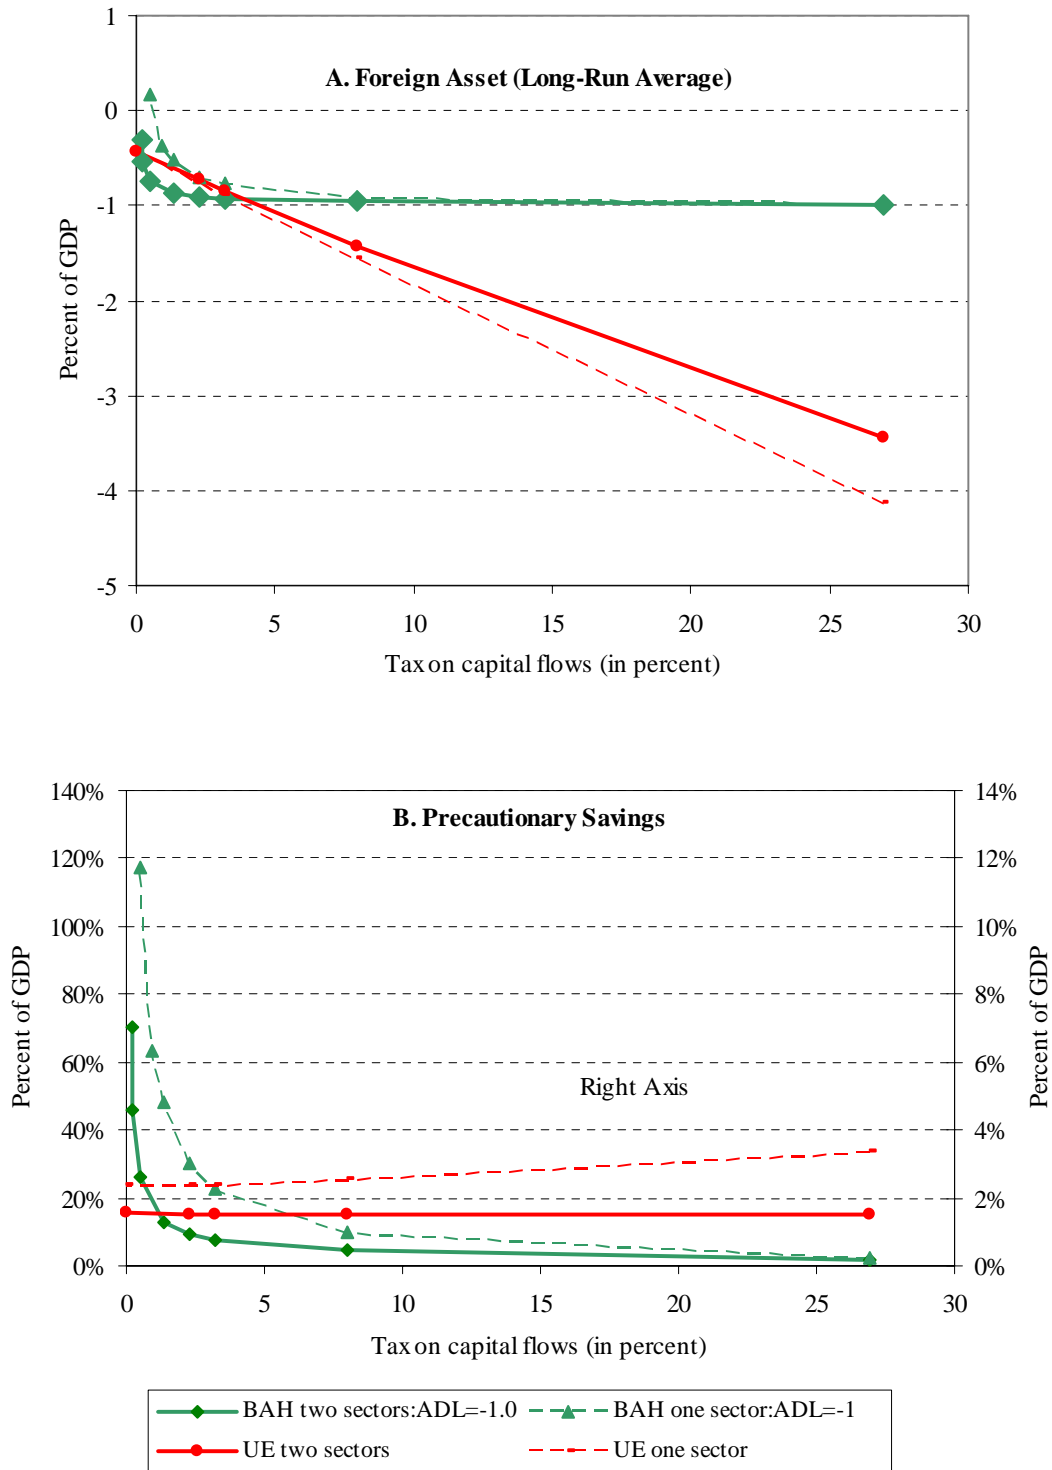 A. Foreign Asset (Long-Run Average)
1
0
-1
-2
-3
-4
-5
Percent of GDP
0 5 10 15 20 25 30
Tax on capital flows (in percent)
B. Precautionary Savings
140%
120%
100%
80%
60%
40%
20%
0%
Percent of GDP
14%
12%
10%
8%
6%
4%
2%
0%
Percent of GDP
Right Axis
0 5 10 15 20 25 30
Tax on capital flows (in percent)
BAH two sectors:ADL=-1.0 BAH one sector:ADL=-1
UE two sectors UE one sector